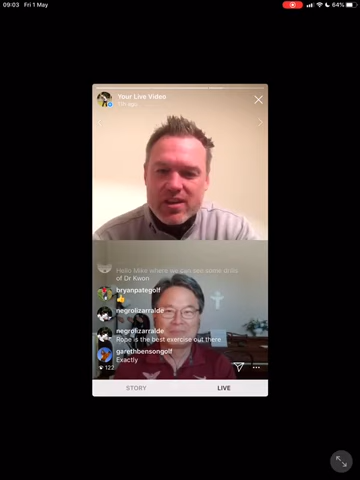 09:03 Fri 1 May
64%
Your Live Video
11h ago
Hello Mike where we can see some drills
of Dr Kwon
bryanpategolf
👍
negrolizarralde
negrolizarralde
Rope is the best exercise out there
garethbensongolf
Exactly
122
STORY LIVE